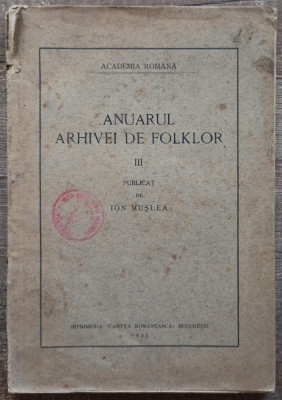 ACADEMIA ROMÂNĂ
ANUARUL
ARHIVEI DE FOLKLOR
III
PUBLICAT
DE
ION MUȘLEA
IMPRIMERIA «CARTEA ROMÂNEASCĂ» BUCUREȘTI